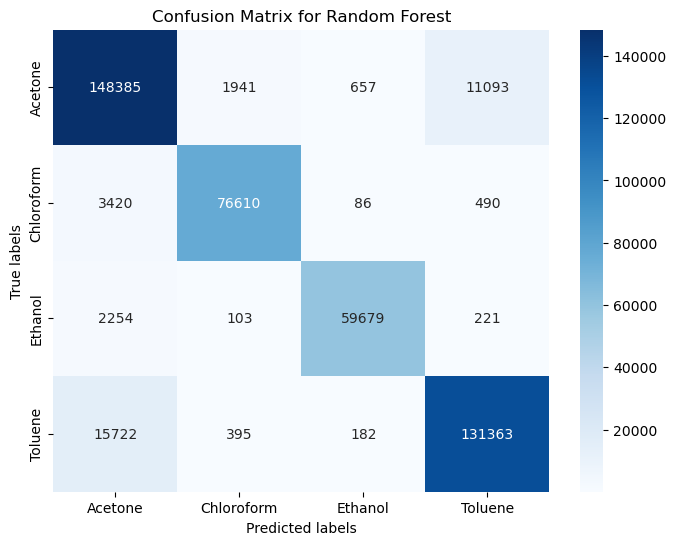 Confusion Matrix for Random Forest
True labels
Acetone 148385 1941 657 11093
Chloroform 3420 76610 86 490
Ethanol 2254 103 59679 221
Toluene 15722 395 182 131363
Acetone Chloroform Ethanol Toluene
Predicted labels
140000
120000
100000
80000
60000
40000
20000